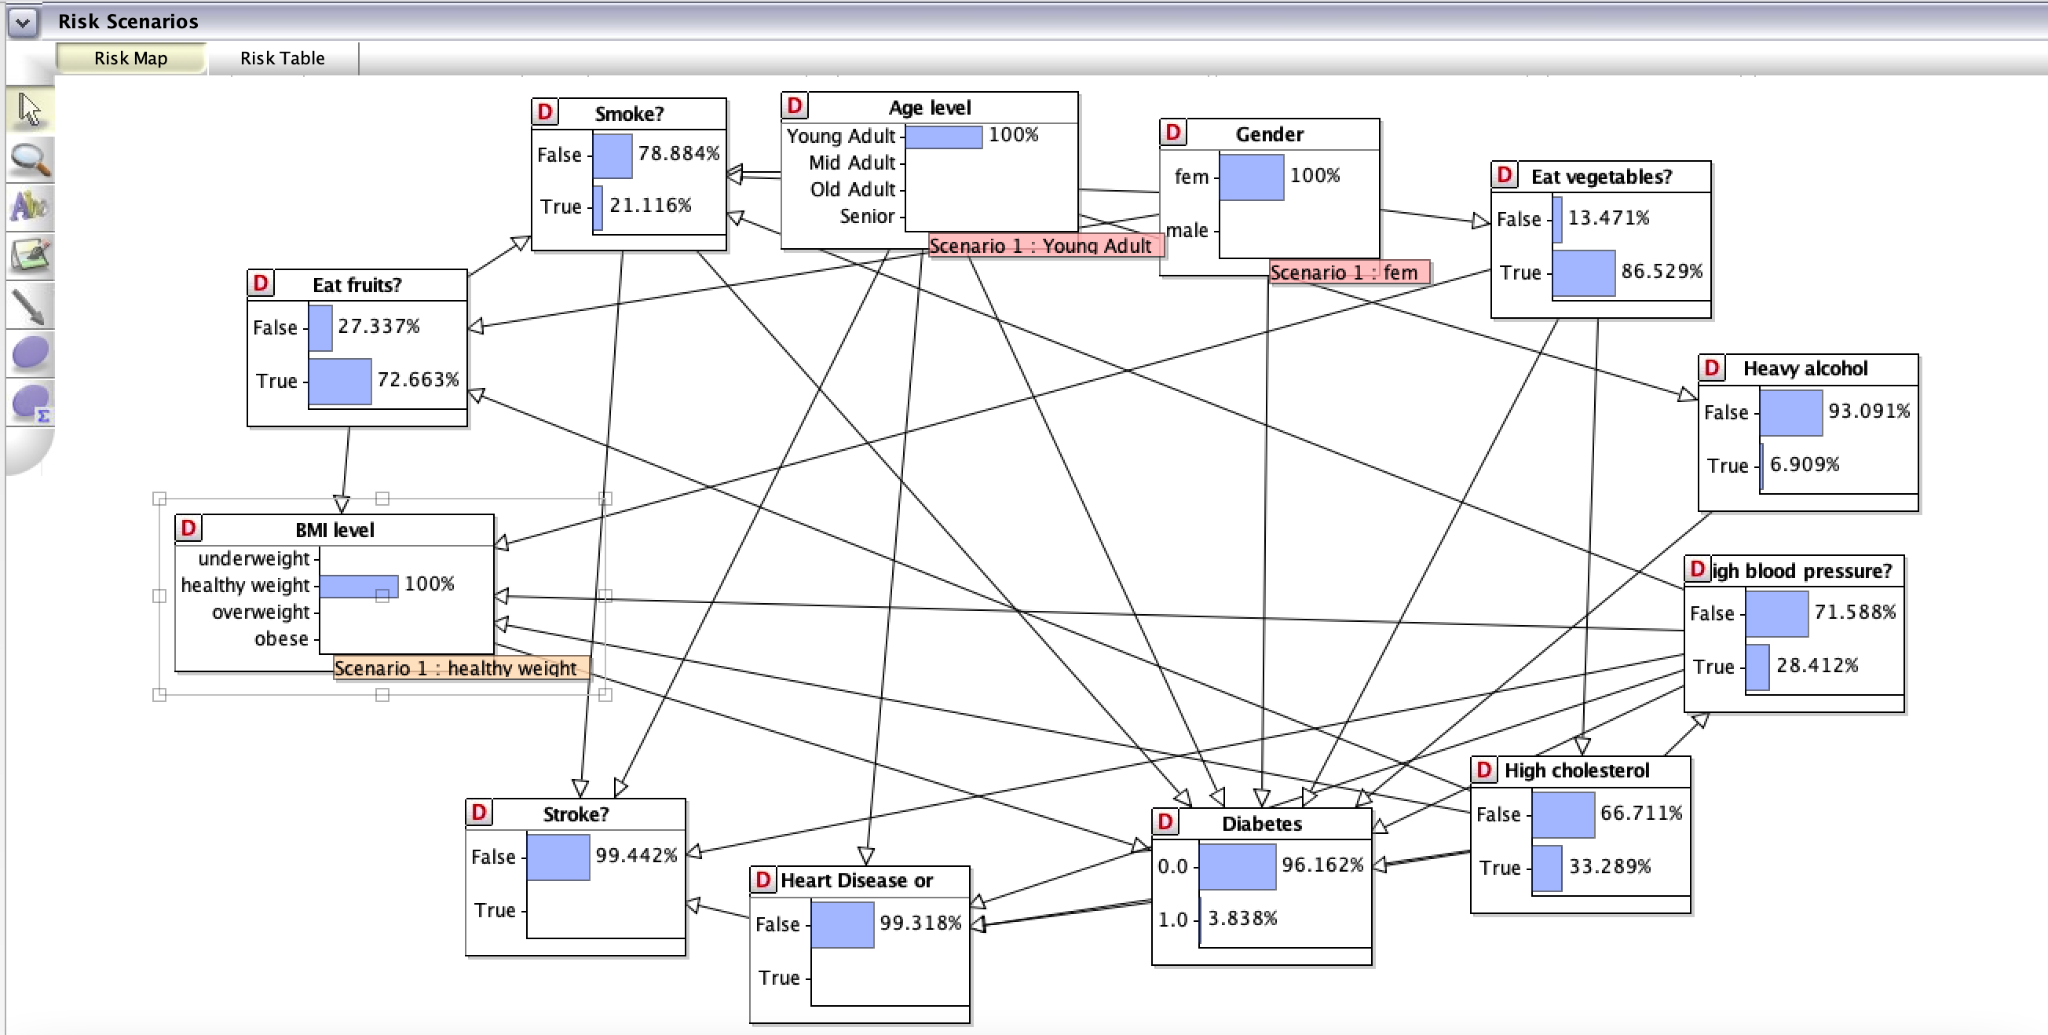 Risk Scenarios
Risk Map
Risk Table
Abc
D Smoke?
False 78.884%
True 21.116%
D Age level
Young Adult 100%
Mid Adult
Old Adult
Senior
Scenario 1 : Young Adult
D Gender
fem 100%
male
Scenario 1 : fem
D Eat vegetables?
False 13.471%
True 86.529%
D Eat fruits?
False 27.337%
True 72.663%
D Heavy alcohol
False 93.091%
True 6.909%
Σ
D BMI level
underweight
healthy weight 100%
overweight
obese
Scenario 1 : healthy weight
D igh blood pressure?
False 71.588%
True 28.412%
D High cholesterol
False 66.711%
True 33.289%
D Stroke?
False 99.442%
True
D Diabetes
0.0 96.162%
1.0 3.838%
D Heart Disease or
False 99.318%
True